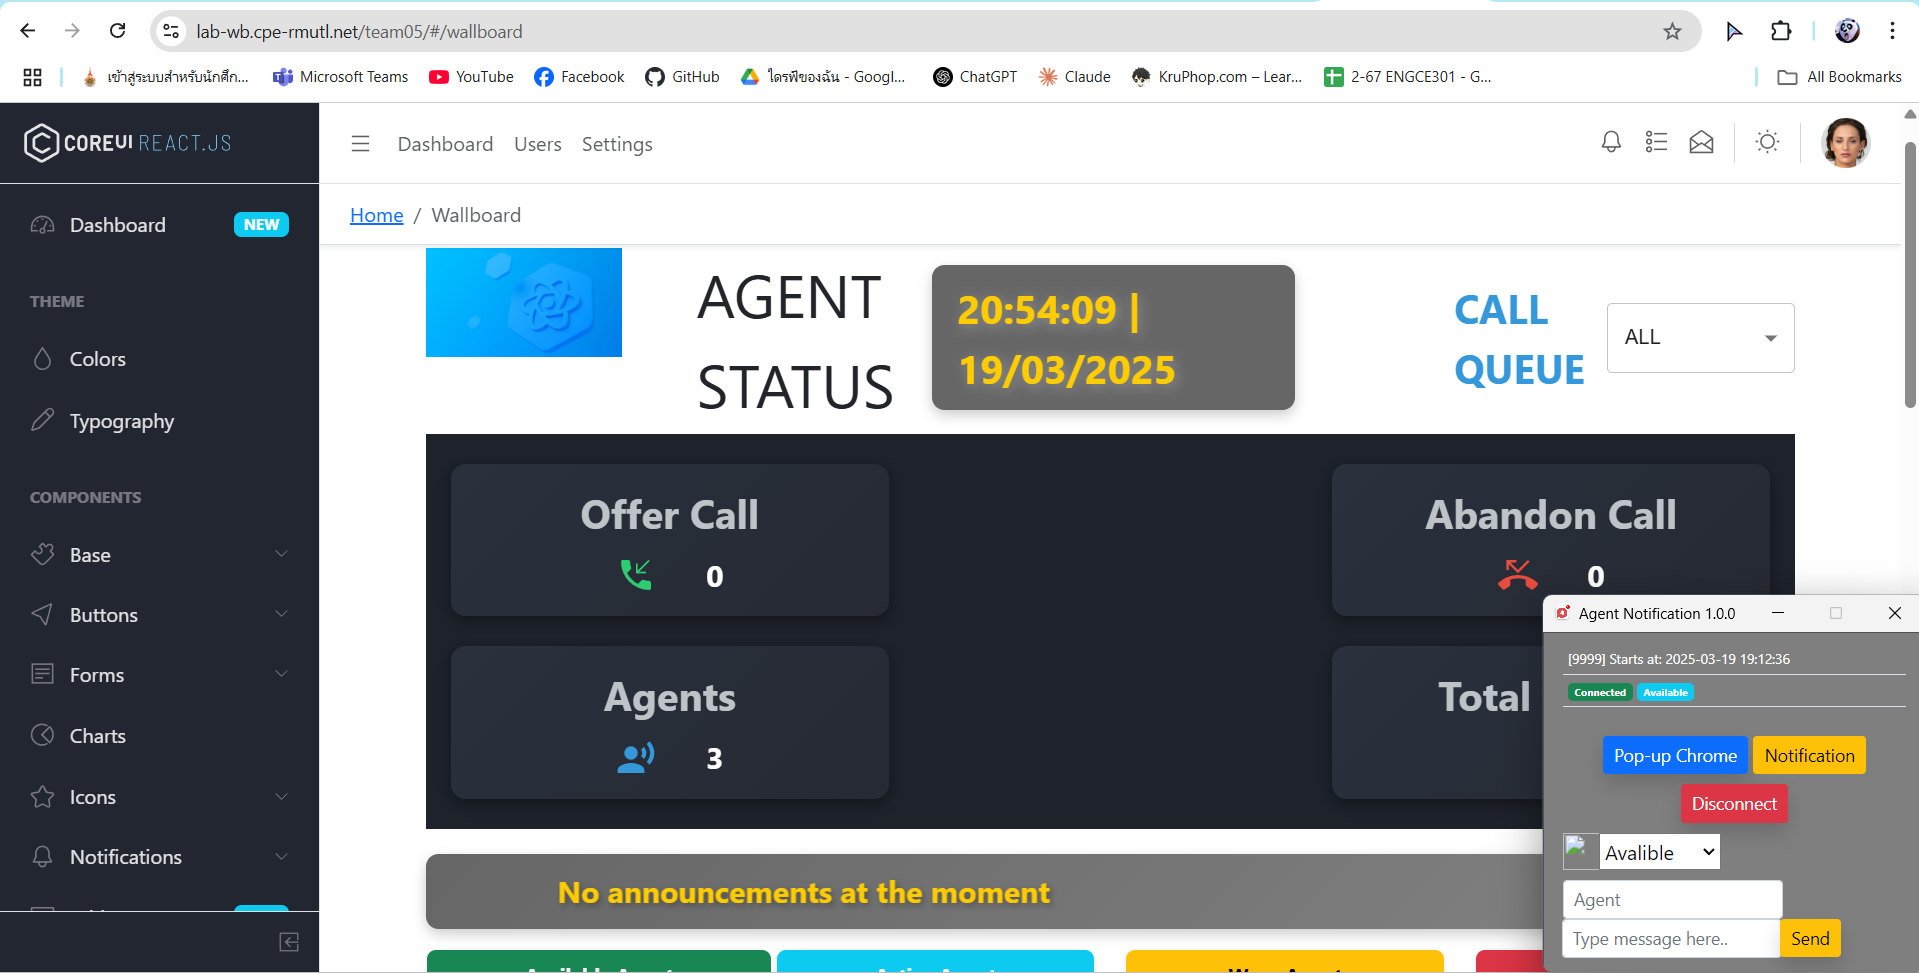 lab-wb.cpe-rmutl.net/team05/#/wallboard
เข้าสู่ระบบสำหรับนักศึก...
Microsoft Teams
YouTube
Facebook
GitHub
ไดรฟ์ของฉัน - Googl...
ChatGPT
Claude
KruPhop.com – Lear...
2-67 ENGCE301 - G...
All Bookmarks
COREUI REACT.JS
Dashboard Users Settings
Dashboard NEW
Home / Wallboard
THEME
Colors
Typography
COMPONENTS
Base
Buttons
Forms
Charts
Icons
Notifications
AGENT
STATUS
20:54:09 |
19/03/2025
CALL
QUEUE
ALL
Offer Call
0
Abandon Call
0
Agents
3
Total
No announcements at the moment
Agent Notification 1.0.0
[9999] Starts at: 2025-03-19 19:12:36
Connected Available
Pop-up Chrome Notification
Disconnect
Avalible
Agent
Type message here..
Send